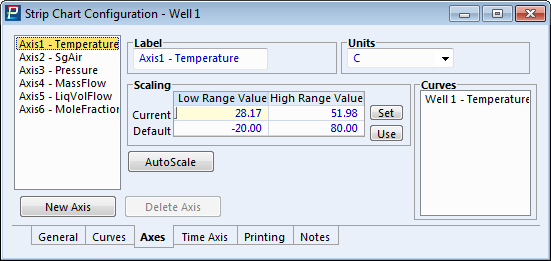 Strip Chart Configuration - Well 1
Axis1 - Temperature
Axis2 - SgAir
Axis3 - Pressure
Axis4 - MassFlow
Axis5 - LiqVolFlow
Axis6 - MoleFraction
Label
Axis1 - Temperature
Units
C
Scaling
Low Range Value High Range Value
Current 28.17 51.98 Set
Default -20.00 80.00 Use
AutoScale
Curves
Well 1 - Temperature
New Axis Delete Axis
General Curves Axes Time Axis Printing Notes